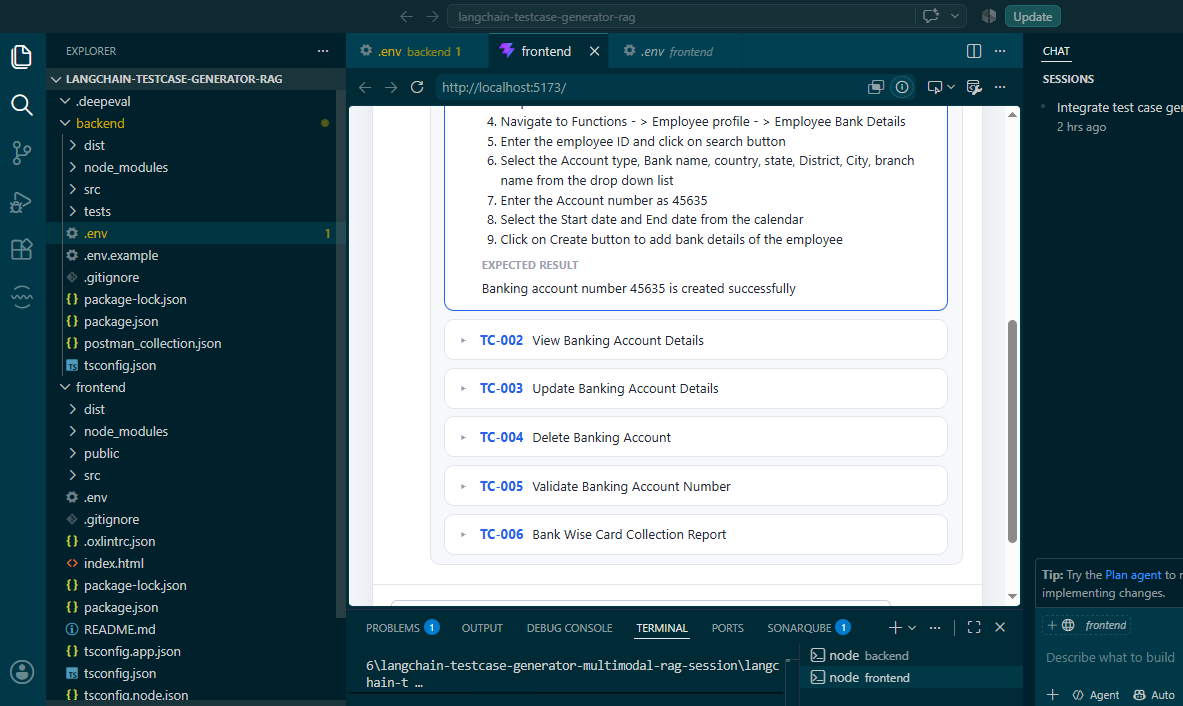 langchain-testcase-generator-rag
Update
EXPLORER
LANGCHAIN-TESTCASE-GENERATOR-RAG
.deepeval
backend
dist
node_modules
src
tests
.env 1
.env.example
.gitignore
package-lock.json
package.json
postman_collection.json
tsconfig.json
frontend
dist
node_modules
public
src
.env
.gitignore
.oxlintrc.json
index.html
package-lock.json
package.json
README.md
tsconfig.app.json
tsconfig.json
tsconfig.node.json
.env backend 1
frontend
.env frontend
http://localhost:5173/
4. Navigate to Functions - > Employee profile - > Employee Bank Details
5. Enter the employee ID and click on search button
6. Select the Account type, Bank name, country, state, District, City, branch
name from the drop down list
7. Enter the Account number as 45635
8. Select the Start date and End date from the calendar
9. Click on Create button to add bank details of the employee
EXPECTED RESULT
Banking account number 45635 is created successfully
TC-002 View Banking Account Details
TC-003 Update Banking Account Details
TC-004 Delete Banking Account
TC-005 Validate Banking Account Number
TC-006 Bank Wise Card Collection Report
PROBLEMS 1 OUTPUT DEBUG CONSOLE TERMINAL PORTS SONARQUBE 1
6\langchain-testcase-generator-multimodal-rag-session\langc
hain-t …
node backend
node frontend
CHAT
SESSIONS
Integrate test case ger
2 hrs ago
Tip: Try the Plan agent to r
implementing changes.
frontend
Describe what to build
Agent Auto